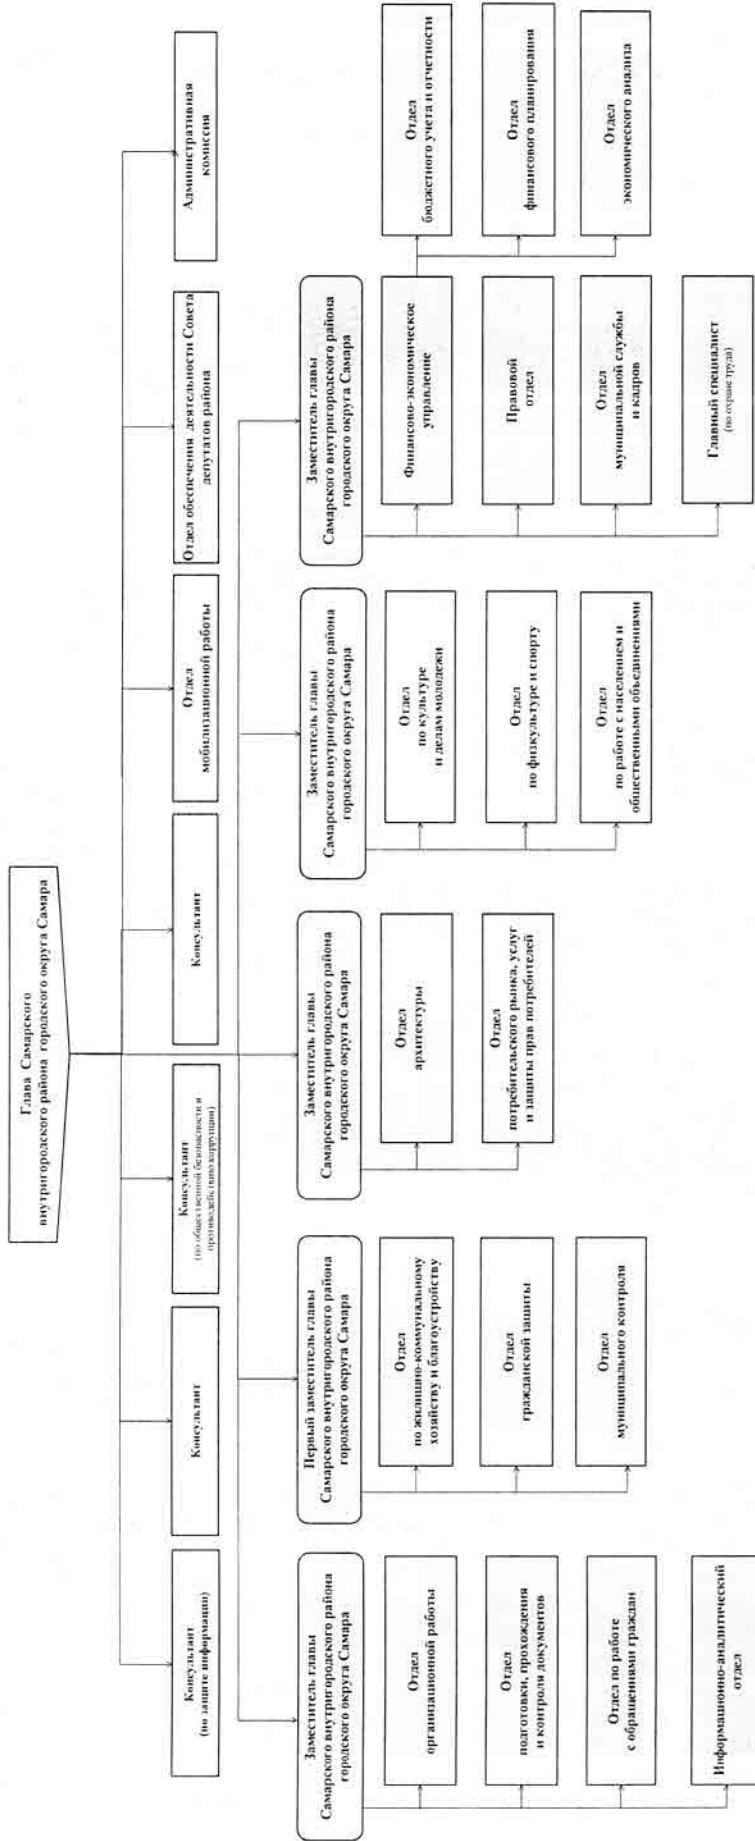 Глава Самарского
внутригородского района городского округа Самара
Консультант
(по защите информации)
Консультант
Консультант
(по общественной безопасности и
противодействию коррупции)
Консультант
Отдел
мобилизационной работы
Отдел обеспечения деятельности Совета
депутатов района
Административная
комиссия
Заместитель главы
Самарского внутригородского района
городского округа Самара
Отдел
организационной работы
Отдел
подготовки, прохождения
и контроля документов
Отдел по работе
с обращениями граждан
Информационно-аналитический
отдел
Первый заместитель главы
Самарского внутригородского района
городского округа Самара
Отдел
по жилищно-коммунальному
хозяйству и благоустройству
Отдел
гражданской защиты
Отдел
муниципального контроля
Заместитель главы
Самарского внутригородского района
городского округа Самара
Отдел
архитектуры
Отдел
потребительского рынка, услуг
и защиты прав потребителей
Заместитель главы
Самарского внутригородского района
городского округа Самара
Отдел
по культуре
и делам молодежи
Отдел
по физкультуре и спорту
Отдел
по работе с населением и
общественными объединениями
Заместитель главы
Самарского внутригородского района
городского округа Самара
Финансово-экономическое
управление
Правовой
отдел
Отдел
муниципальной службы
и кадров
Главный специалист
(по охране труда)
Отдел
бюджетного учета и отчетности
Отдел
финансового планирования
Отдел
экономического анализа